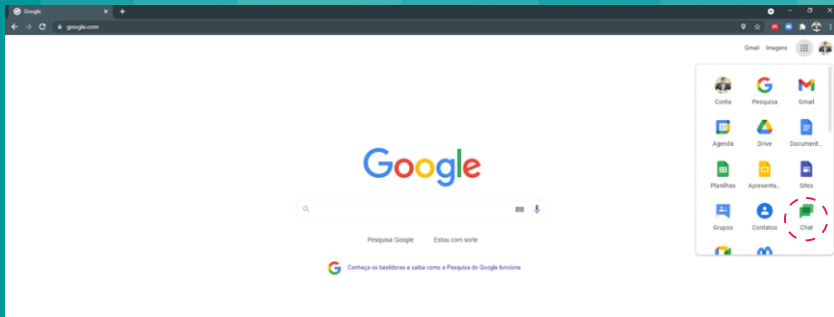 Google
google.com
Gmail Imagens
Conta Pesquisa Gmail
Agenda Drive Document...
Planilhas Apresenta... Sites
Grupos Contatos Chat
Google
Pesquisa Google Estou com sorte
Conheça os bastidores e saiba como a Pesquisa do Google funciona